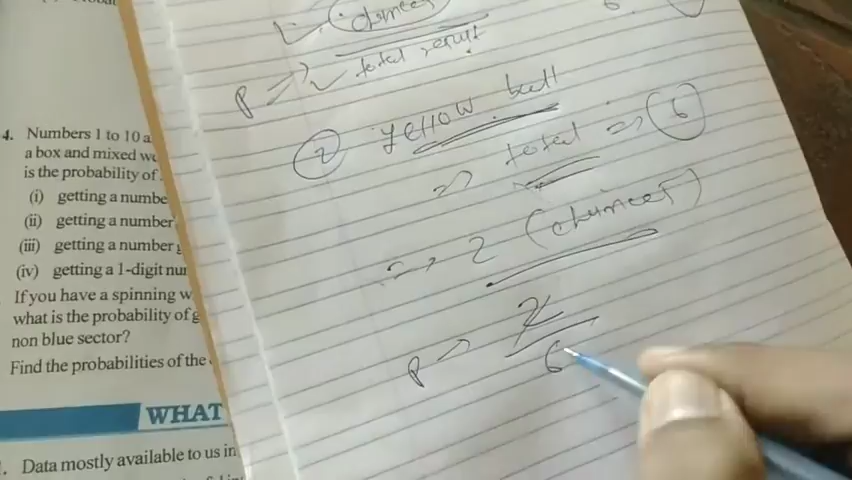 4. Numbers 1 to 10 a
a box and mixed we
is the probability of
(i) getting a numbe
(ii) getting a number
(iii) getting a number g
(iv) getting a 1-digit nur
If you have a spinning w
what is the probability of g
non blue sector?
Find the probabilities of the
WHAT
. Data mostly available to us in
total result
P =>
(2) Yellow ball
=> total => 6
=> 2 (chances)
P -> 2
6